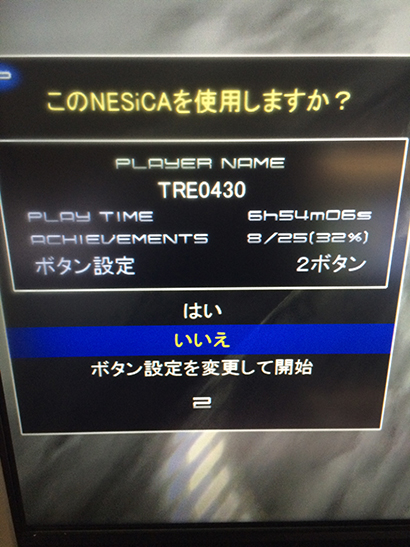 このNESiCAを使用しますか？
PLAYER NAME
TRE0430
PLAY TIME 6h54m06s
ACHIEVEMENTS 8/25(32%)
ボタン設定 2ボタン
はい
いいえ
ボタン設定を変更して開始
2